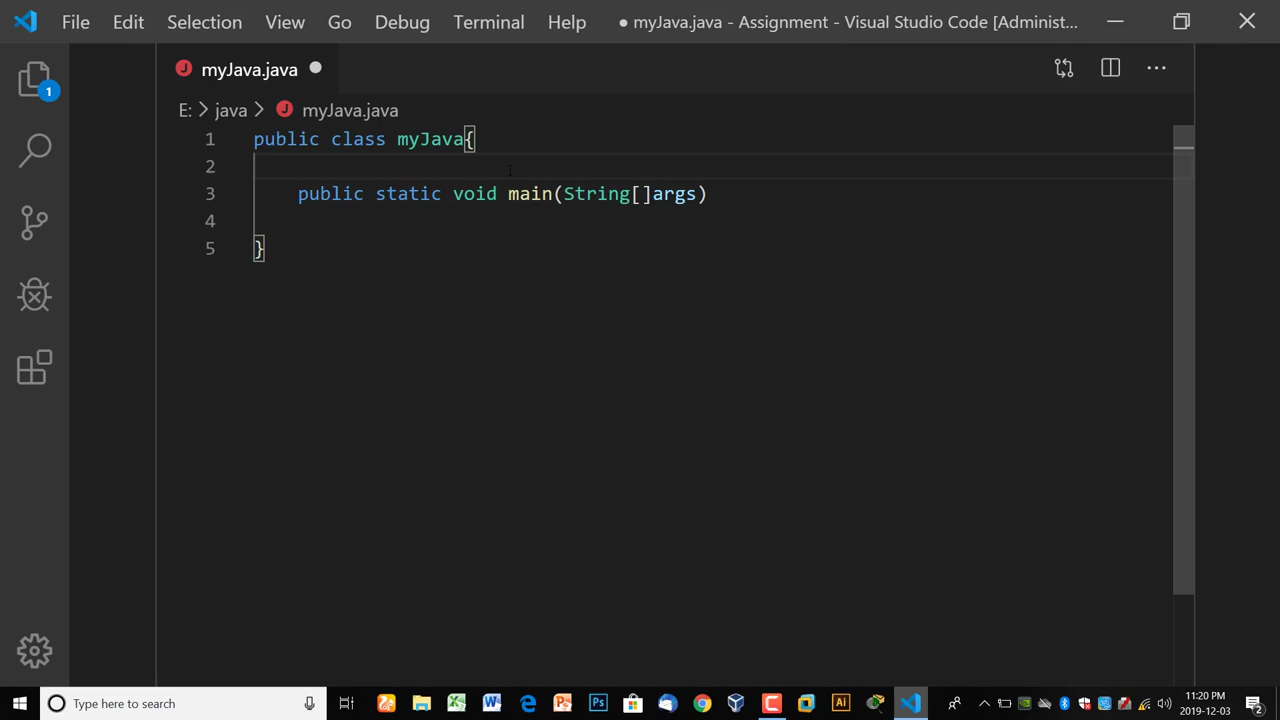 File Edit Selection View Go Debug Terminal Help ● myJava.java - Assignment - Visual Studio Code [Administ...
myJava.java
E: > java > myJava.java
1 public class myJava{
2
3 public static void main(String[]args)
4
5 }
1
Type here to search
11:20 PM
2019-12-03
2